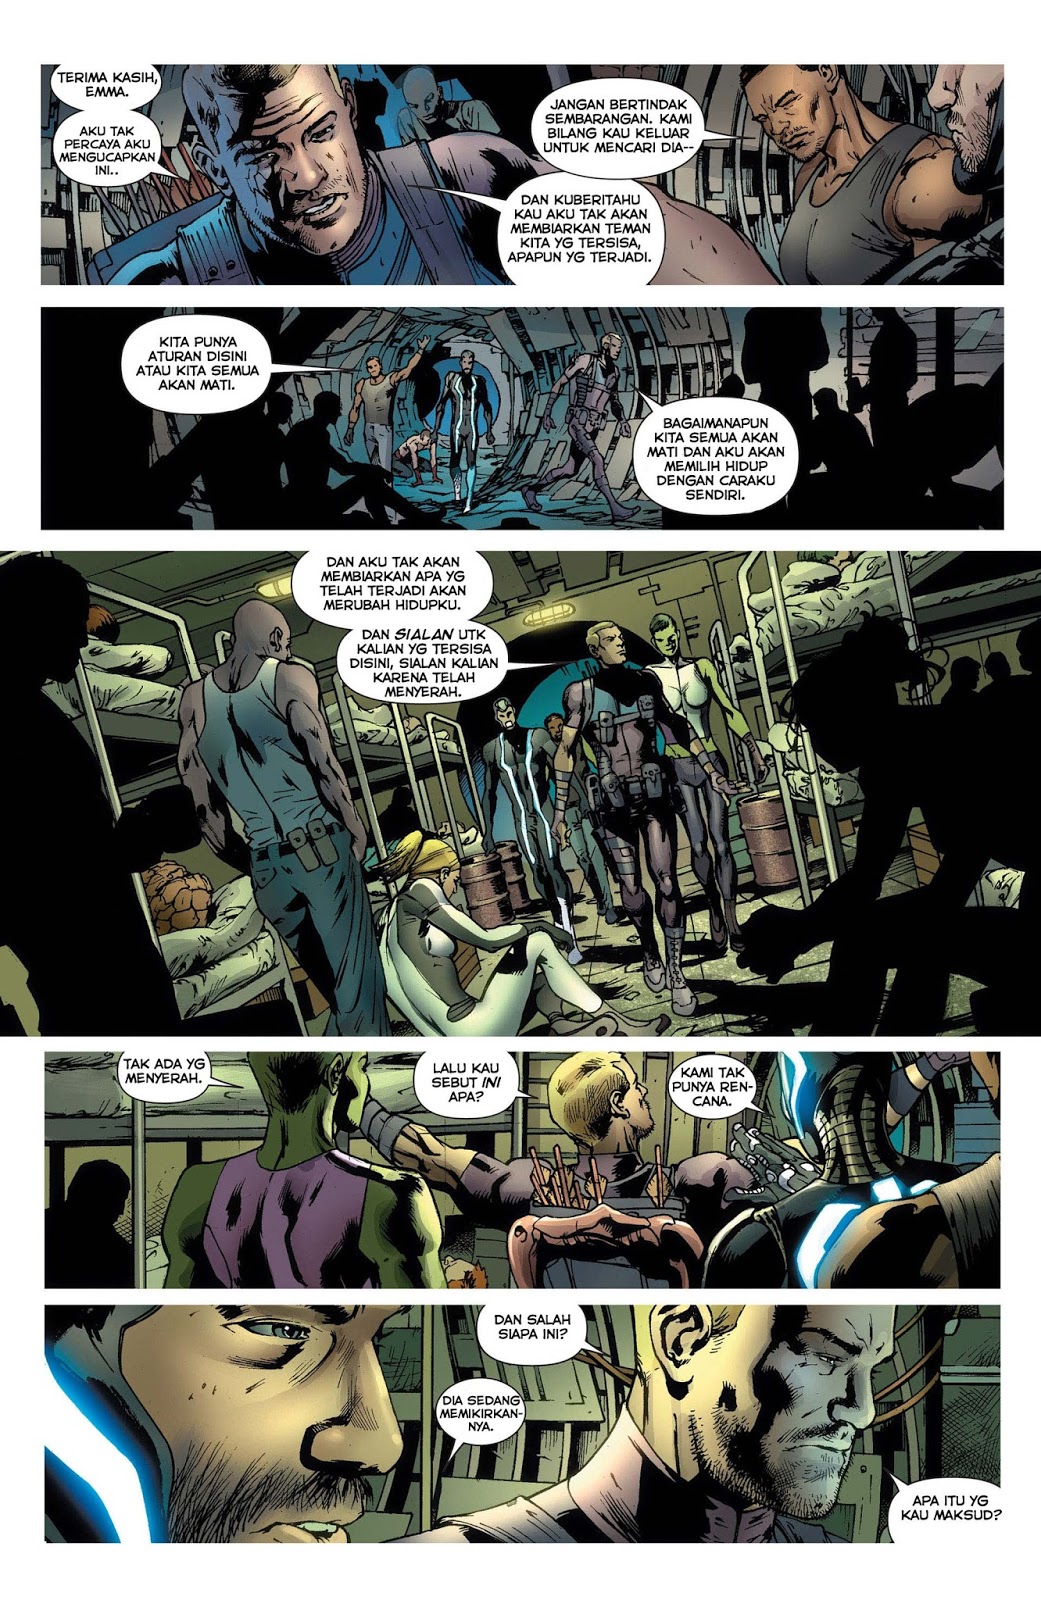 TERIMA KASIH,
EMMA.
AKU TAK
PERCAYA AKU
MENGUCAPKAN
INI..
JANGAN BERTINDAK
SEMBARANGAN. KAMI
BILANG KAU KELUAR
UNTUK MENCARI DIA--
DAN KUBERITAHU
KAU AKU TAK AKAN
MEMBIARKAN TEMAN
KITA YG TERSISA,
APAPUN YG TERJADI.
KITA PUNYA
ATURAN DISINI
ATAU KITA SEMUA
AKAN MATI.
BAGAIMANAPUN
KITA SEMUA AKAN
MATI DAN AKU AKAN
MEMILIH HIDUP
DENGAN CARAKU
SENDIRI.
DAN AKU TAK AKAN
MEMBIARKAN APA YG
TELAH TERJADI AKAN
MERUBAH HIDUPKU.
DAN SIALAN UTK
KALIAN YG TERSISA
DISINI, SIALAN KALIAN
KARENA TELAH
MENYERAH.
TAK ADA YG
MENYERAH.
LALU KAU
SEBUT INI
APA?
KAMI TAK
PUNYA REN-
CANA.
DAN SALAH
SIAPA INI?
DIA SEDANG
MEMIKIRKAN-
NYA.
APA ITU YG
KAU MAKSUD?